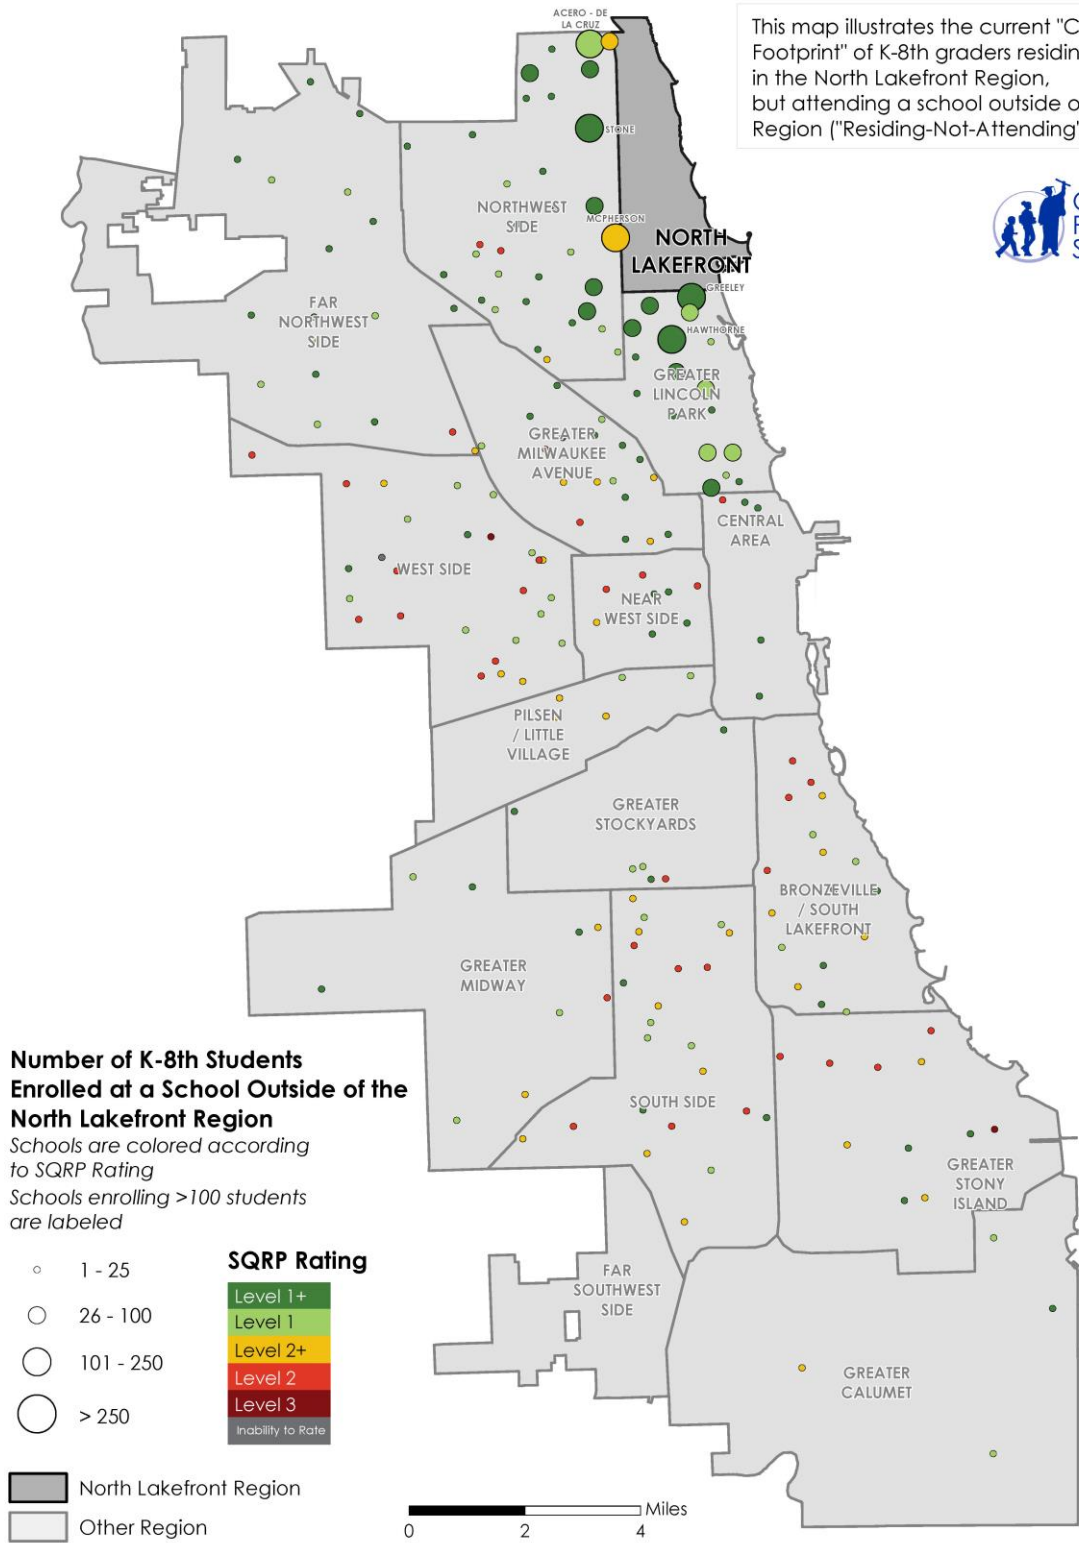 ACERO - DE
LA CRUZ
This map illustrates the current "C
Footprint" of K-8th graders residin
in the North Lakefront Region,
but attending a school outside o
Region ("Residing-Not-Attending"
STONE
NORTHWEST
SIDE
MCPHERSON
NORTH
LAKEFRONT
GREELEY
HAWTHORNE
FAR
NORTHWEST
SIDE
GREATER
LINCOLN
PARK
GREATER
MILWAUKEE
AVENUE
CENTRAL
AREA
WEST SIDE
NEAR
WEST SIDE
PILSEN
/ LITTLE
VILLAGE
GREATER
STOCKYARDS
BRONZEVILLE
/ SOUTH
LAKEFRONT
GREATER
MIDWAY
SOUTH SIDE
GREATER
STONY
ISLAND
FAR
SOUTHWEST
SIDE
GREATER
CALUMET
Number of K-8th Students
Enrolled at a School Outside of the
North Lakefront Region
Schools are colored according
to SQRP Rating
Schools enrolling >100 students
are labeled
1 - 25
26 - 100
101 - 250
> 250
SQRP Rating
Level 1+
Level 1
Level 2+
Level 2
Level 3
Inability to Rate
North Lakefront Region
Other Region
Miles
0 2 4